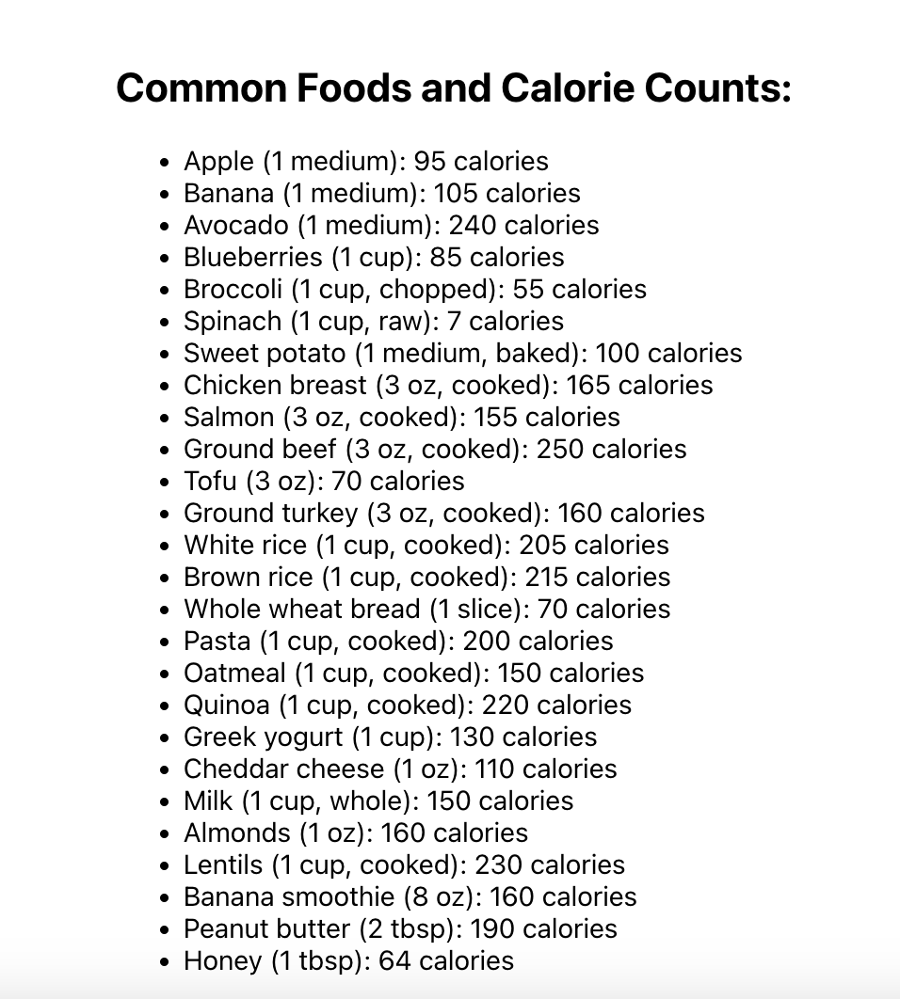 Common Foods and Calorie Counts:
• Apple (1 medium): 95 calories
• Banana (1 medium): 105 calories
• Avocado (1 medium): 240 calories
• Blueberries (1 cup): 85 calories
• Broccoli (1 cup, chopped): 55 calories
• Spinach (1 cup, raw): 7 calories
• Sweet potato (1 medium, baked): 100 calories
• Chicken breast (3 oz, cooked): 165 calories
• Salmon (3 oz, cooked): 155 calories
• Ground beef (3 oz, cooked): 250 calories
• Tofu (3 oz): 70 calories
• Ground turkey (3 oz, cooked): 160 calories
• White rice (1 cup, cooked): 205 calories
• Brown rice (1 cup, cooked): 215 calories
• Whole wheat bread (1 slice): 70 calories
• Pasta (1 cup, cooked): 200 calories
• Oatmeal (1 cup, cooked): 150 calories
• Quinoa (1 cup, cooked): 220 calories
• Greek yogurt (1 cup): 130 calories
• Cheddar cheese (1 oz): 110 calories
• Milk (1 cup, whole): 150 calories
• Almonds (1 oz): 160 calories
• Lentils (1 cup, cooked): 230 calories
• Banana smoothie (8 oz): 160 calories
• Peanut butter (2 tbsp): 190 calories
• Honey (1 tbsp): 64 calories